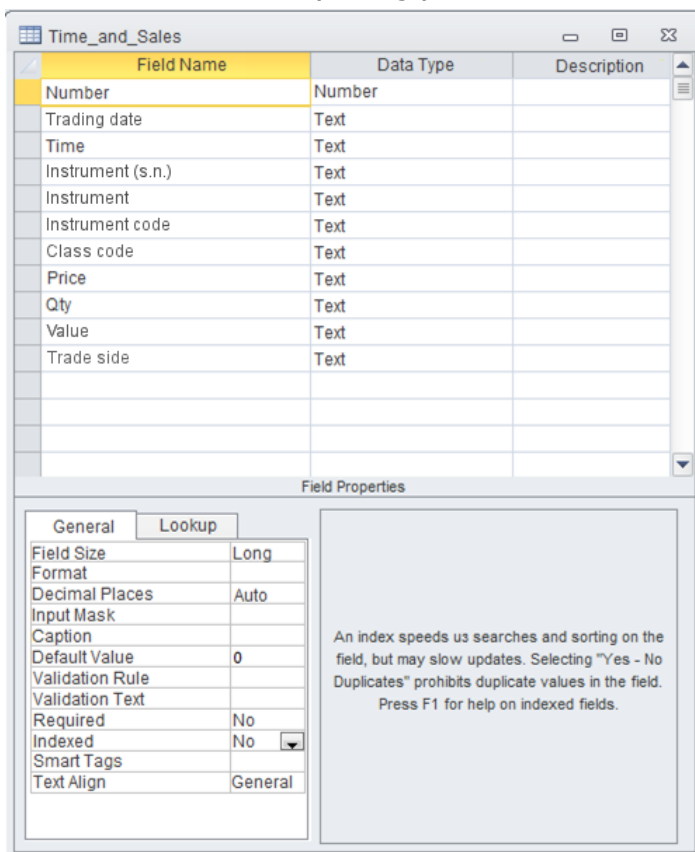 Time_and_Sales
Field Name Data Type Description
Number Number
Trading date Text
Time Text
Instrument (s.n.) Text
Instrument Text
Instrument code Text
Class code Text
Price Text
Qty Text
Value Text
Trade side Text
Field Properties
General Lookup
Field Size Long
Format
Decimal Places Auto
Input Mask
Caption
Default Value 0
Validation Rule
Validation Text
Required No
Indexed No
Smart Tags
Text Align General
An index speeds us searches and sorting on the
field, but may slow updates. Selecting "Yes - No
Duplicates" prohibits duplicate values in the field.
Press F1 for help on indexed fields.